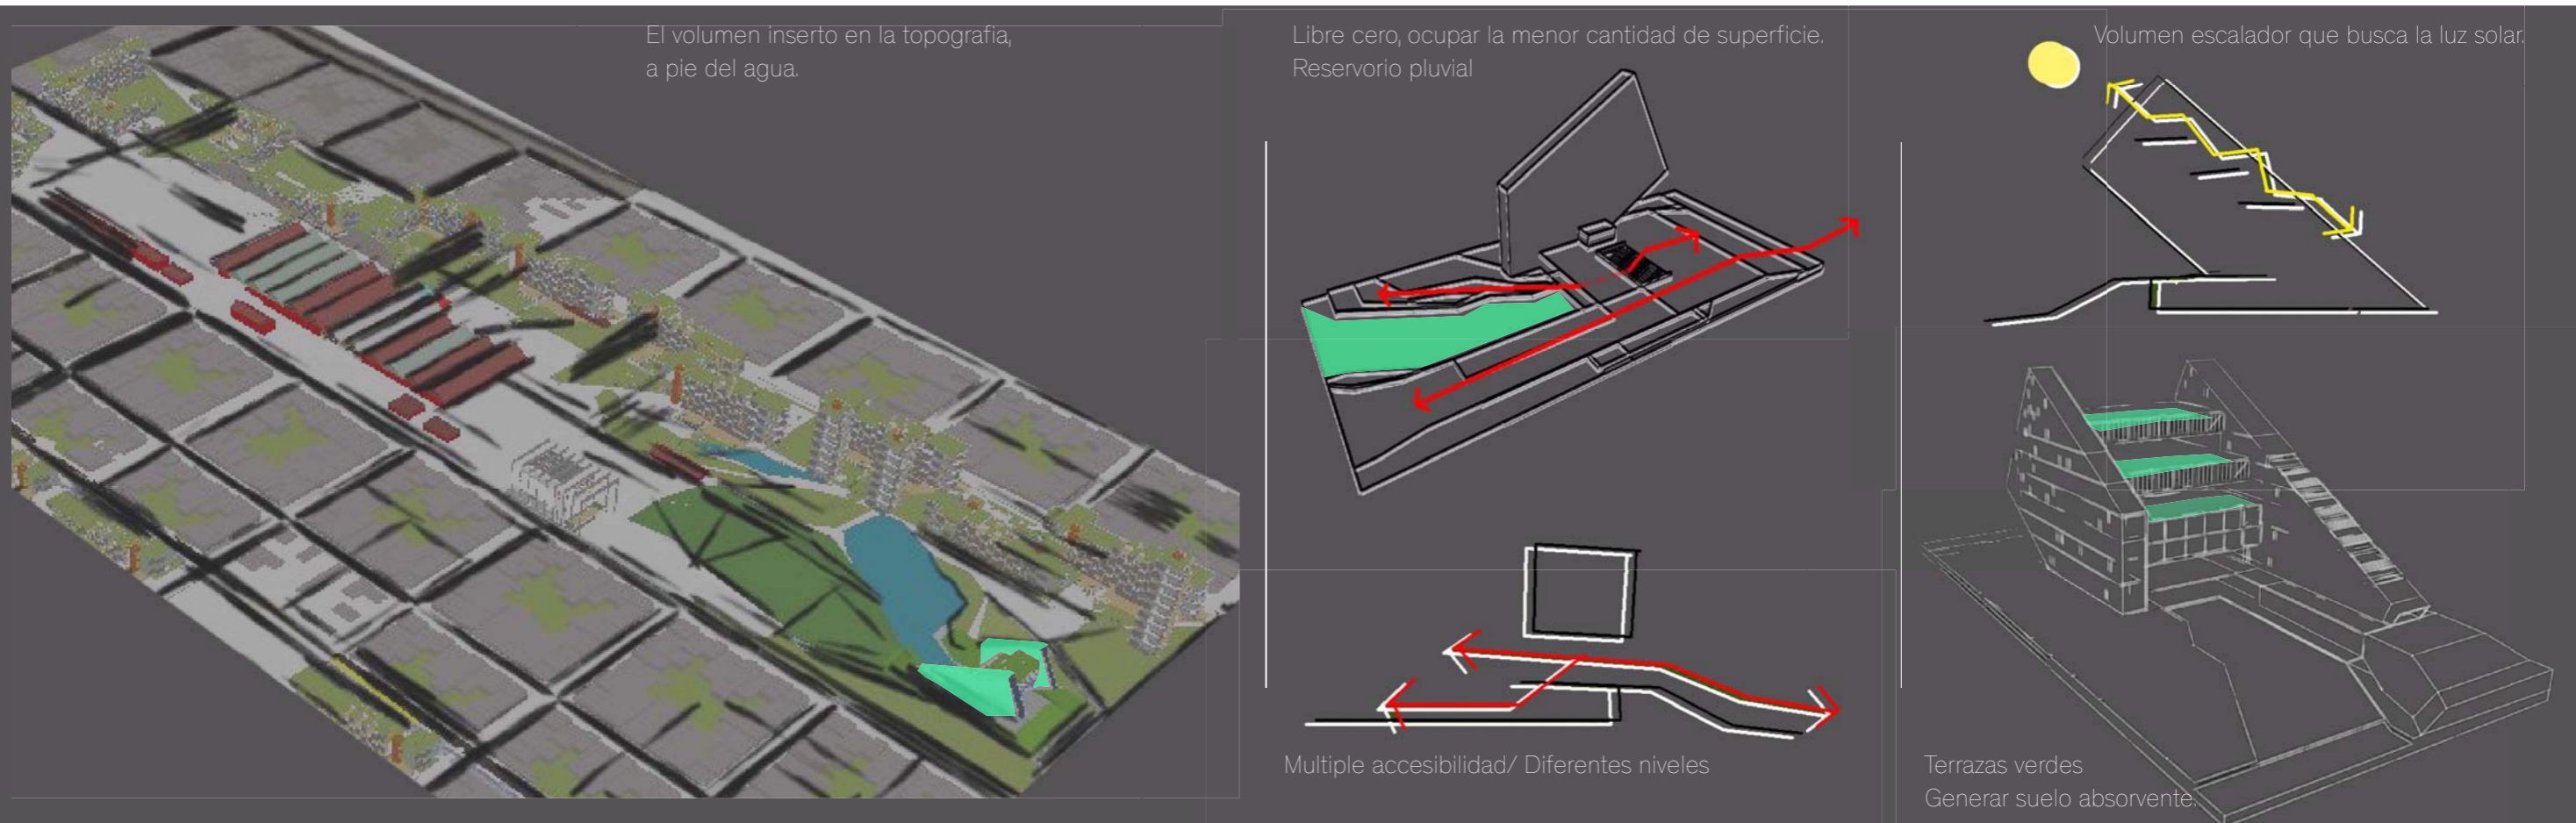 El volumen inserto en la topografia,
a pie del agua.
Libre cero, ocupar la menor cantidad de superficie.
Reservorio pluvial
Volumen escalador que busca la luz solar.
Multiple accesibilidad/ Diferentes niveles
Terrazas verdes
Generar suelo absorvente.